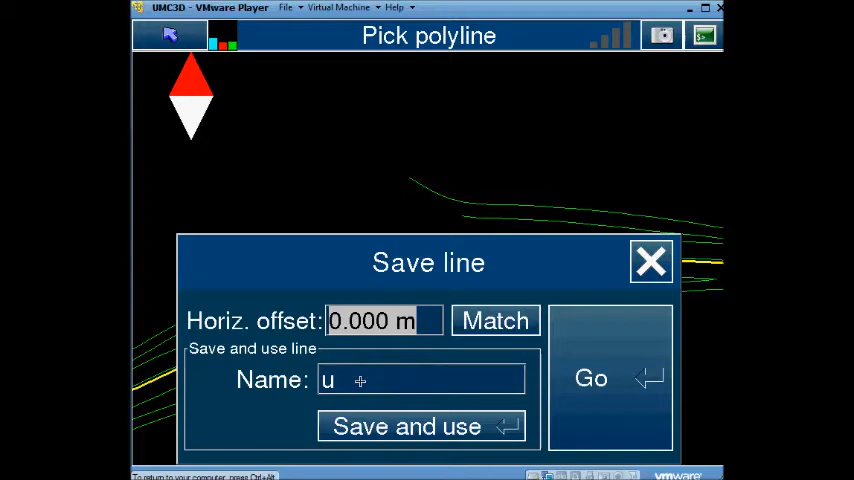 UMC3D - VMware Player File Virtual Machine Help
Pick polyline
Save line
Horiz. offset: 0.000 m Match
Save and use line
Name: u
Go
Save and use
To return to your computer, press Ctrl+Alt.
vmware